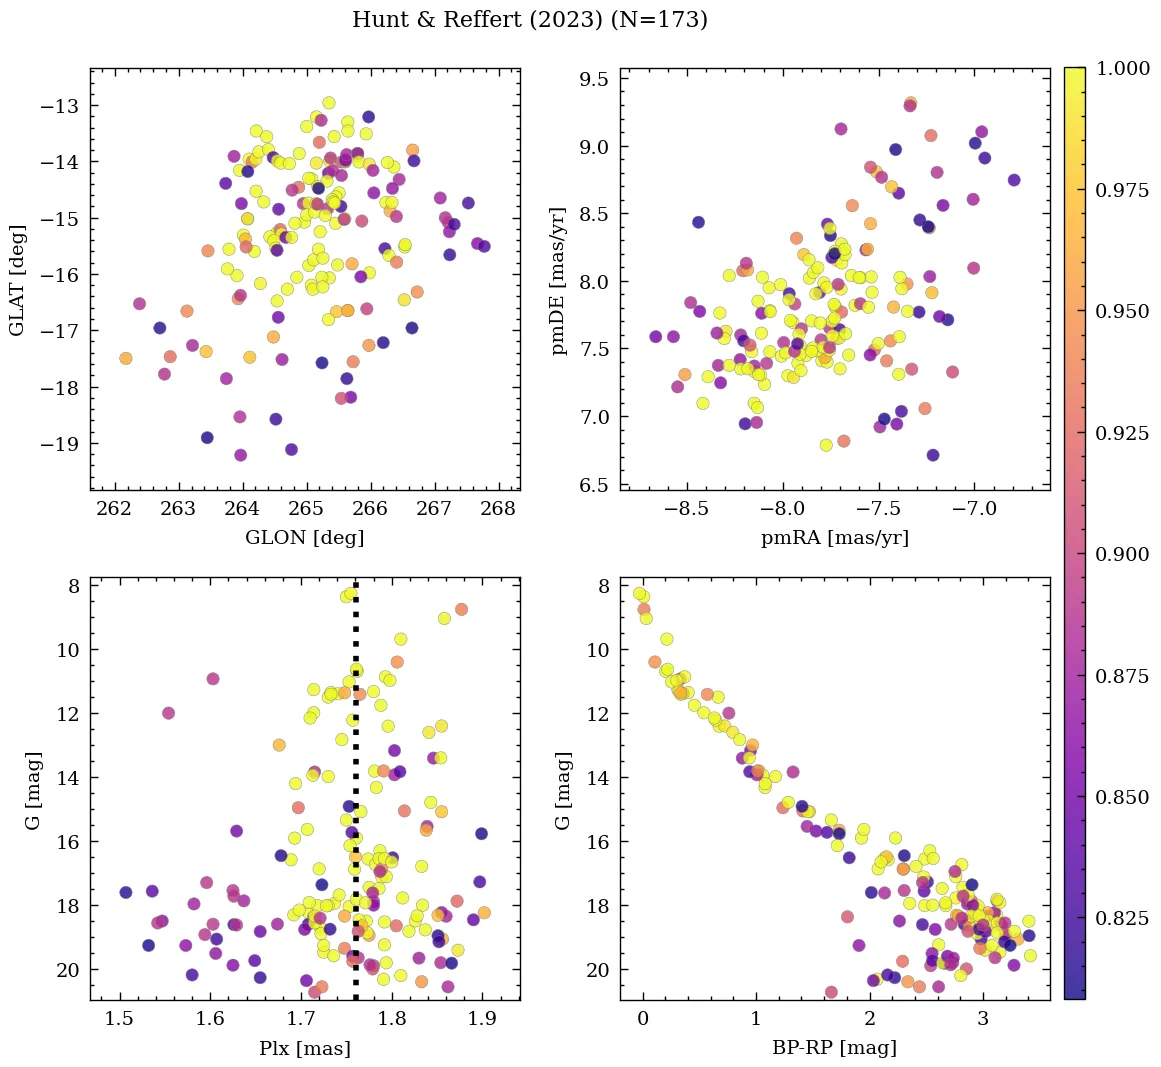 Hunt & Reffert (2023) (N=173)
−13
−14
−15
−16
−17
−18
−19
GLAT [deg]
262 263 264 265 266 267 268
GLON [deg]
9.5
9.0
8.5
8.0
7.5
7.0
6.5
pmDE [mas/yr]
−8.5 −8.0 −7.5 −7.0
pmRA [mas/yr]
8
10
12
14
16
18
20
G [mag]
1.5 1.6 1.7 1.8 1.9
Plx [mas]
8
10
12
14
16
18
20
G [mag]
0 1 2 3
BP-RP [mag]
1.000
0.975
0.950
0.925
0.900
0.875
0.850
0.825